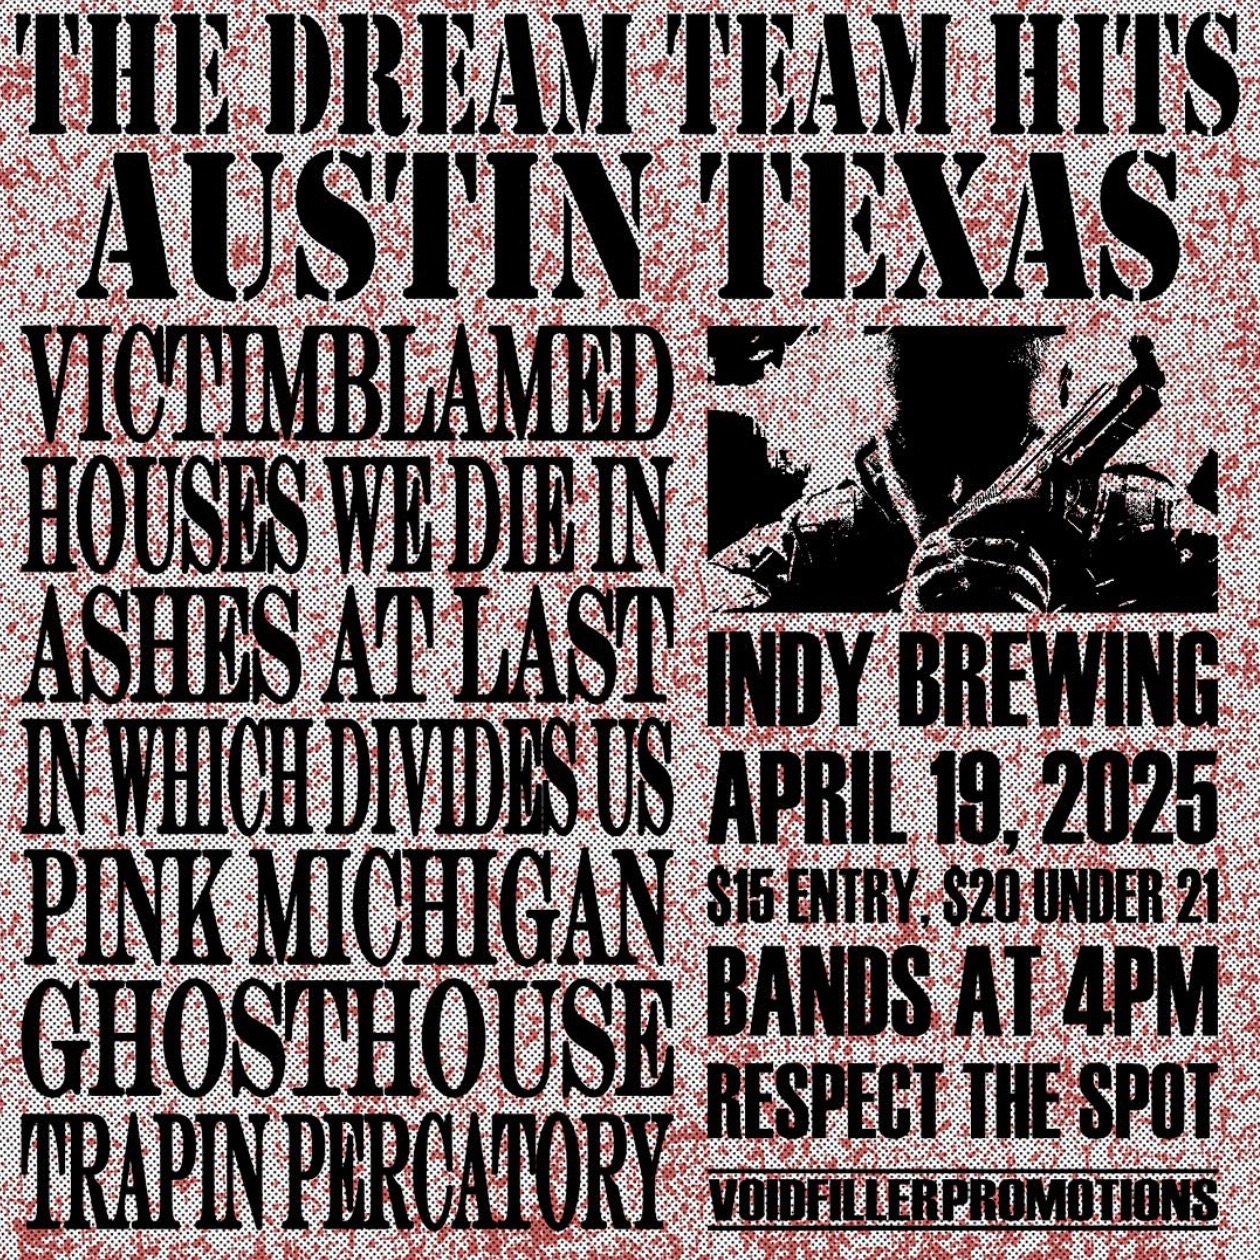 THE DREAM TEAM HITS
AUSTIN TEXAS
VICTIMBLAMED
HOUSES WE DIE IN
ASHES AT LAST
IN WHICH DIVIDES US
PINK MICHIGAN
GHOSTHOUSE
TRAPIN PERCATORY
INDY BREWING
APRIL 19, 2025
$15 ENTRY, $20 UNDER 21
BANDS AT 4PM
RESPECT THE SPOT
VOIDFILLERPROMOTIONS